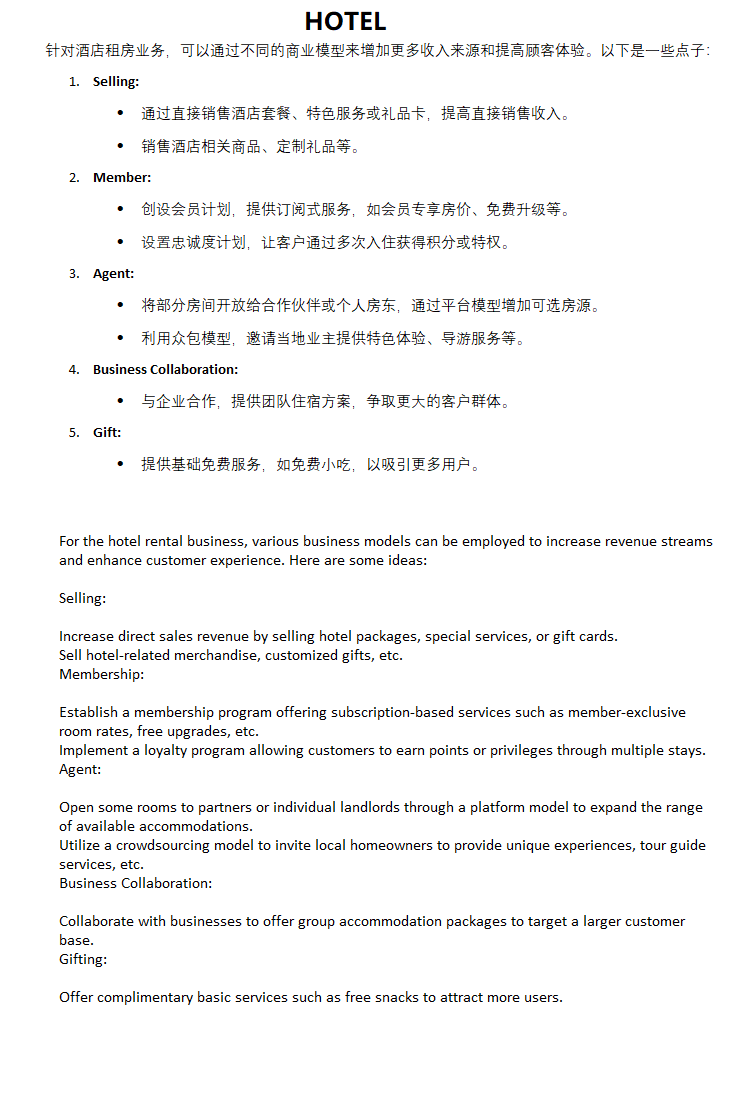 HOTEL
针对酒店租房业务，可以通过不同的商业模型来增加更多收入来源和提高顾客体验。以下是一些点子：
1. Selling:
• 通过直接销售酒店套餐、特色服务或礼品卡，提高直接销售收入。
• 销售酒店相关商品、定制礼品等。
2. Member:
• 创设会员计划，提供订阅式服务，如会员专享房价、免费升级等。
• 设置忠诚度计划，让客户通过多次入住获得积分或特权。
3. Agent:
• 将部分房间开放给合作伙伴或个人房东，通过平台模型增加可选房源。
• 利用众包模型，邀请当地业主提供特色体验、导游服务等。
4. Business Collaboration:
• 与企业合作，提供团队住宿方案，争取更大的客户群体。
5. Gift:
• 提供基础免费服务，如免费小吃，以吸引更多用户。
For the hotel rental business, various business models can be employed to increase revenue streams
and enhance customer experience. Here are some ideas:
Selling:
Increase direct sales revenue by selling hotel packages, special services, or gift cards.
Sell hotel-related merchandise, customized gifts, etc.
Membership:
Establish a membership program offering subscription-based services such as member-exclusive
room rates, free upgrades, etc.
Implement a loyalty program allowing customers to earn points or privileges through multiple stays.
Agent:
Open some rooms to partners or individual landlords through a platform model to expand the range
of available accommodations.
Utilize a crowdsourcing model to invite local homeowners to provide unique experiences, tour guide
services, etc.
Business Collaboration:
Collaborate with businesses to offer group accommodation packages to target a larger customer
base.
Gifting:
Offer complimentary basic services such as free snacks to attract more users.